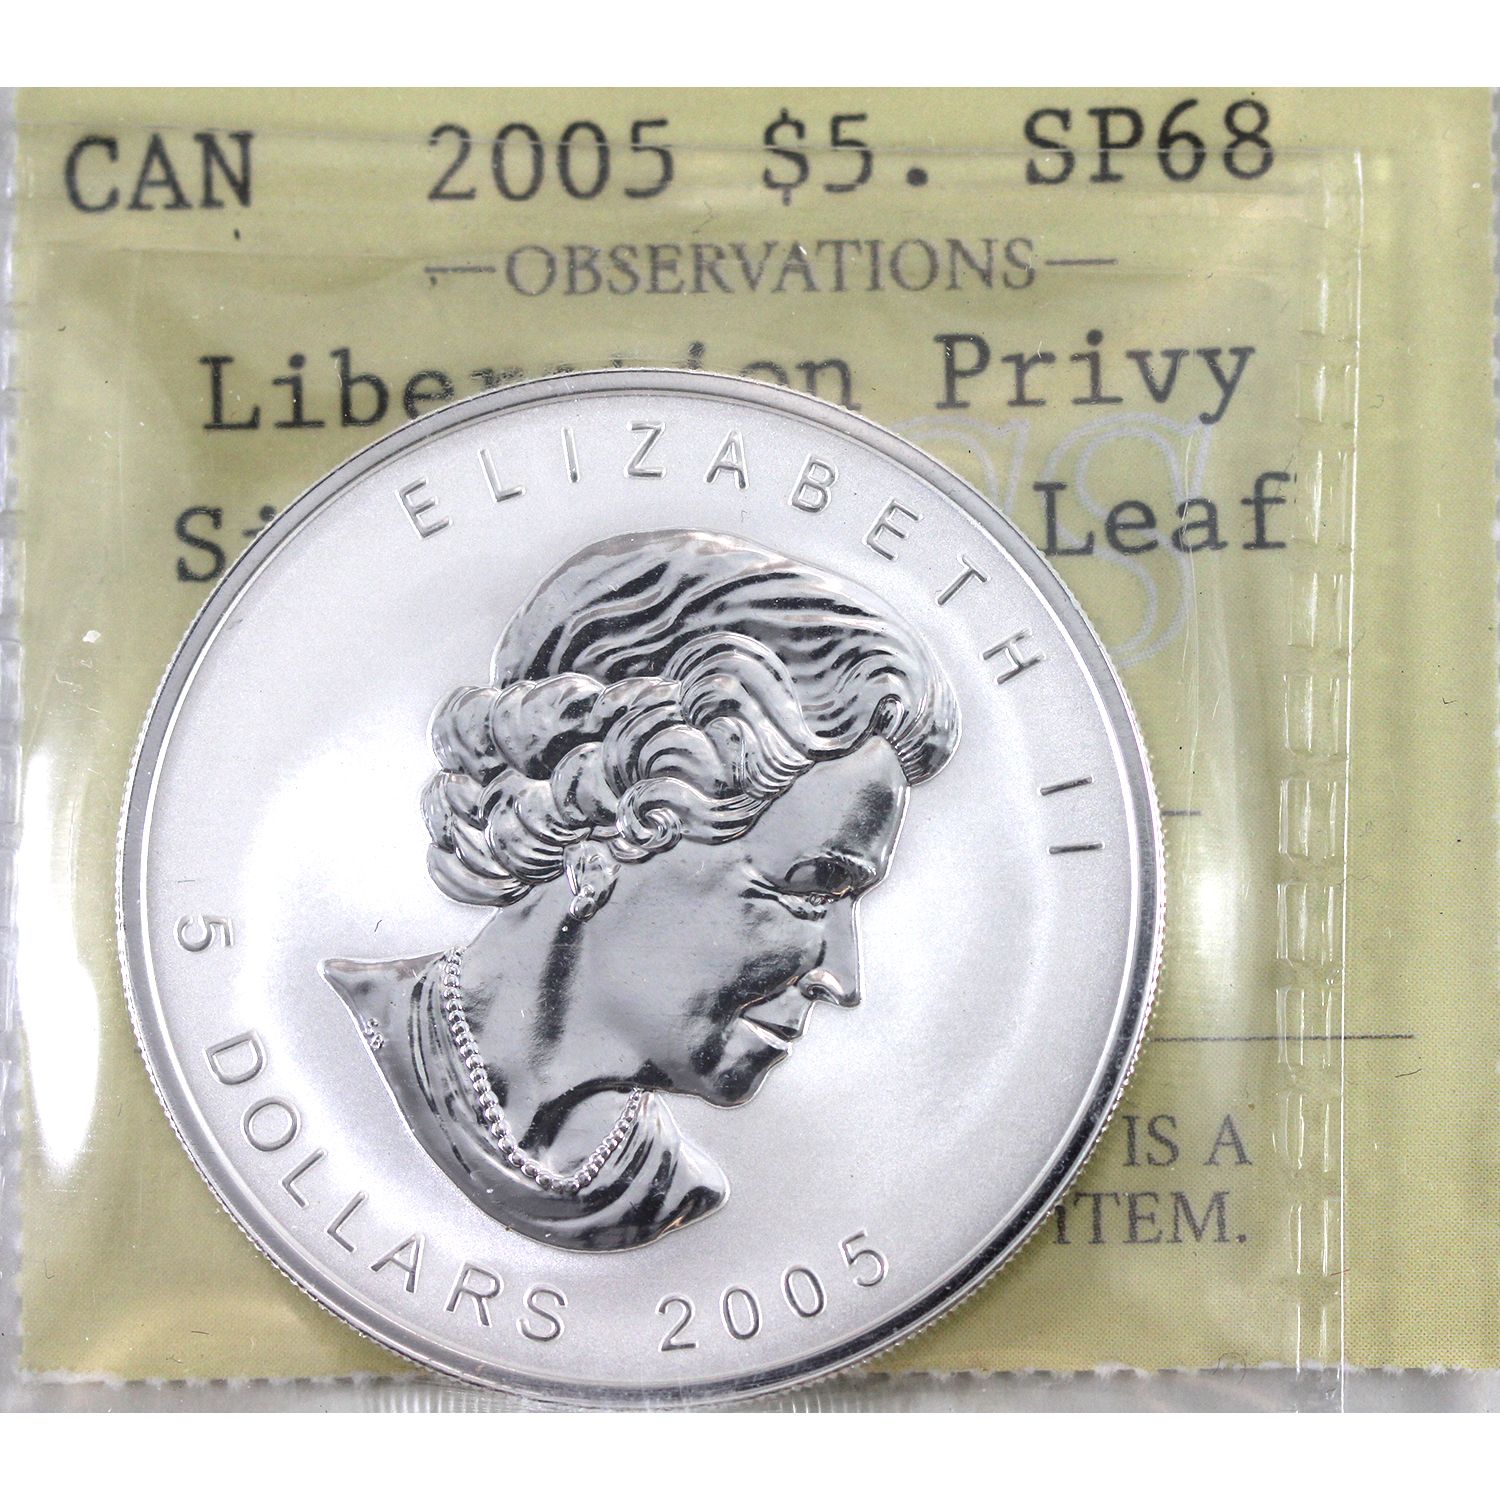 CAN 2005 $5. SP68
—OBSERVATIONS—
Privy
Leaf
IS A
ITEM.
ELIZABETH II
5 DOLLARS 2005